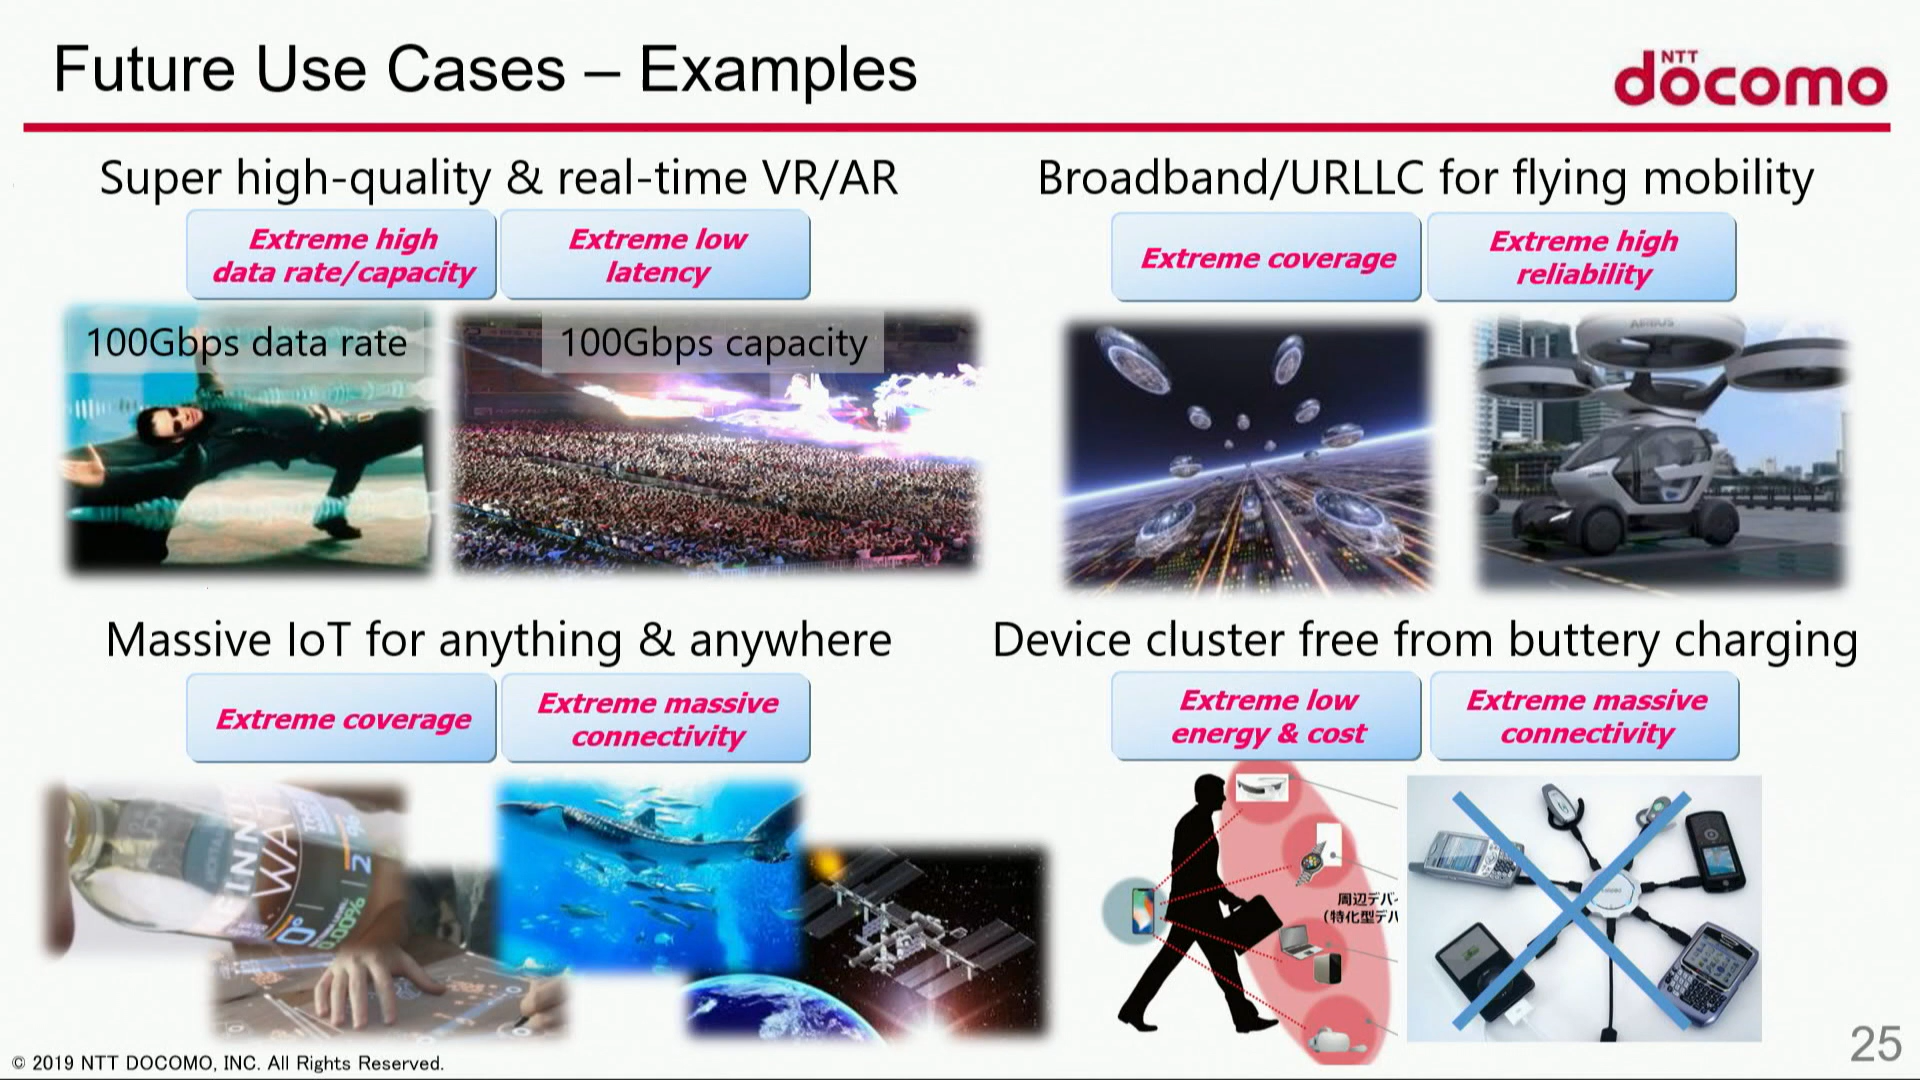 Future Use Cases – Examples
NTT
docomo
Super high-quality & real-time VR/AR
Extreme high
data rate/capacity
Extreme low
latency
100Gbps data rate
100Gbps capacity
Broadband/URLLC for flying mobility
Extreme coverage
Extreme high
reliability
AIRBUS
Massive IoT for anything & anywhere
Extreme coverage
Extreme massive
connectivity
0°
0.00%
Device cluster free from buttery charging
Extreme low
energy & cost
Extreme massive
connectivity
周辺デバ
(特化型デバ
© 2019 NTT DOCOMO, INC. All Rights Reserved.
25